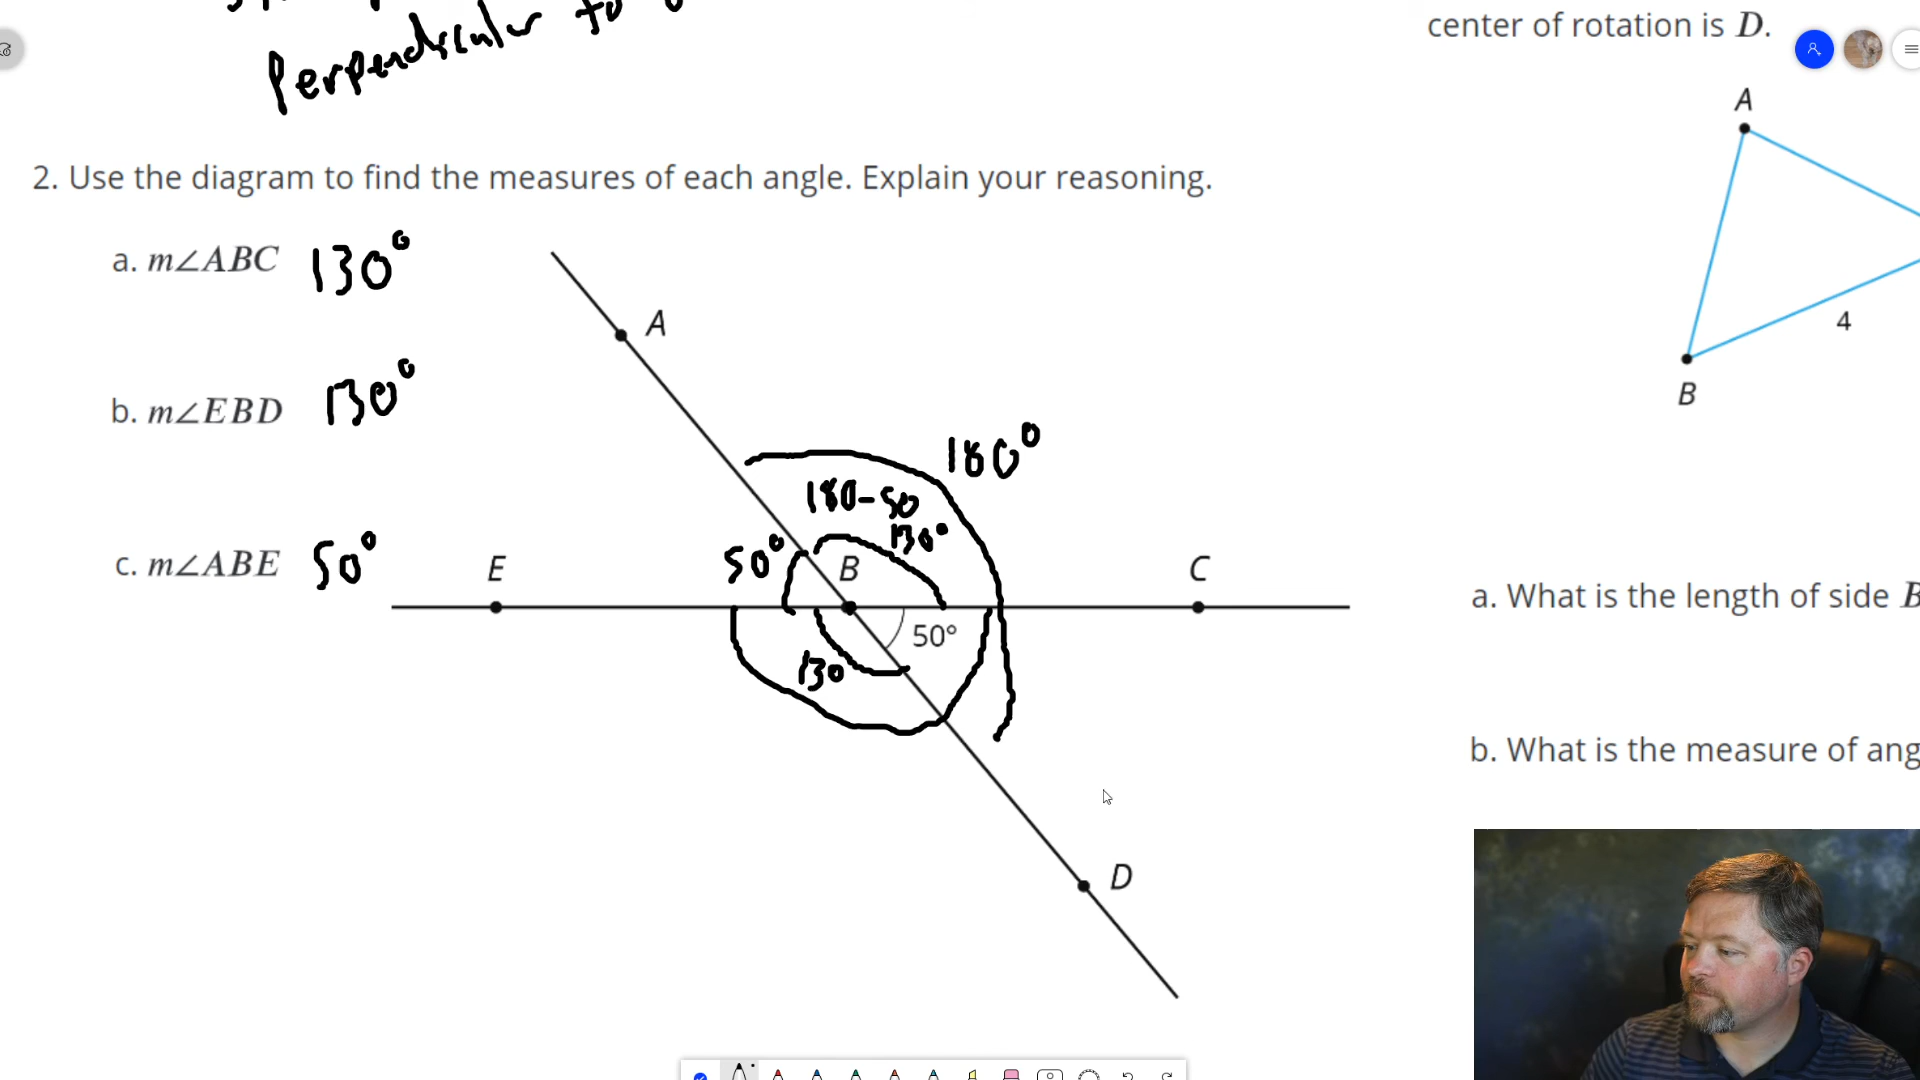 Perpendicular to
center of rotation is D.
2. Use the diagram to find the measures of each angle. Explain your reasoning.
a. m∠ABC 130°
b. m∠EBD 130°
c. m∠ABE 50°
A
180°
180-50
130°
50°
E
B
C
50°
130
D
A
4
B
a. What is the length of side B
b. What is the measure of ang